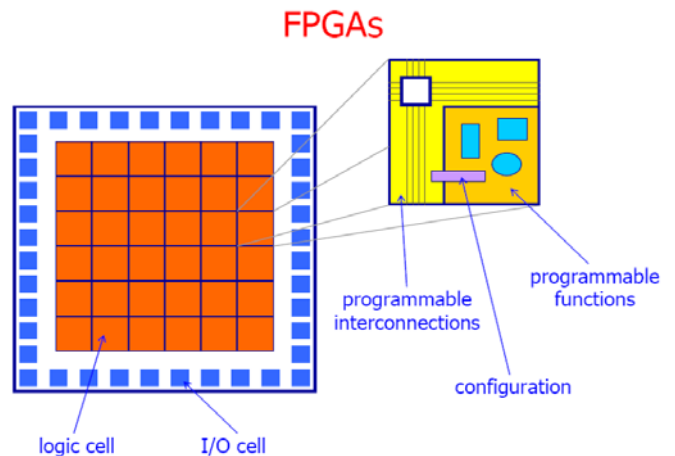 FPGAs
programmable
interconnections
programmable
functions
configuration
logic cell
I/O cell